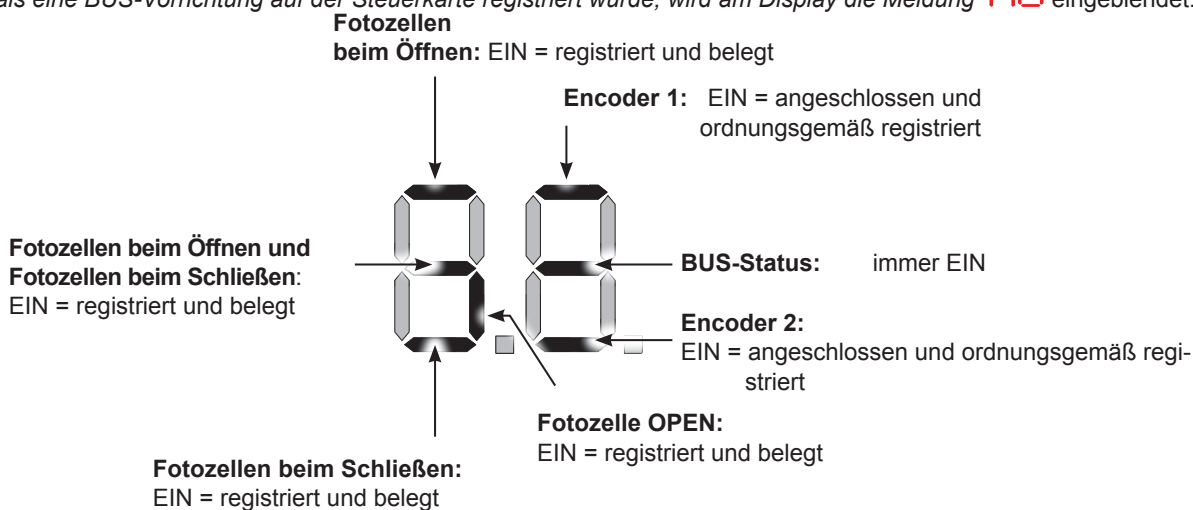 als eine BUS-Vorrichtung auf der Steuerkarte registriert wurde, wird am Display die Meldung eingeblendet.
Fotozellen
beim Öffnen: EIN = registriert und belegt
Encoder 1: EIN = angeschlossen und
ordnungsgemäß registriert
Fotozellen beim Öffnen und
Fotozellen beim Schließen:
EIN = registriert und belegt
BUS-Status: immer EIN
Encoder 2:
EIN = angeschlossen und ordnungsgemäß regi-
striert
Fotozelle OPEN:
EIN = registriert und belegt
Fotozellen beim Schließen:
EIN = registriert und belegt